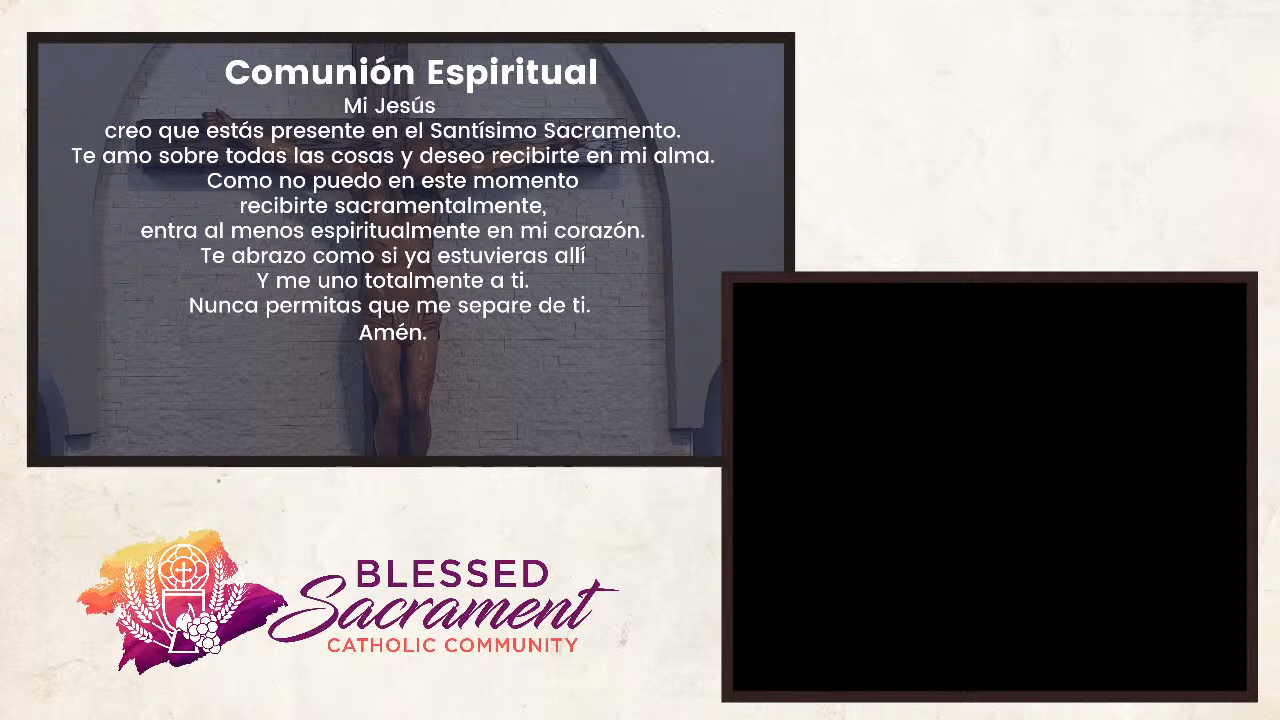 Comunión Espiritual
Mi Jesús
creo que estás presente en el Santísimo Sacramento.
Te amo sobre todas las cosas y deseo recibirte en mi alma.
Como no puedo en este momento
recibirte sacramentalmente,
entra al menos espiritualmente en mi corazón.
Te abrazo como si ya estuvieras allí
Y me uno totalmente a ti.
Nunca permitas que me separe de ti.
Amén.
BLESSED
Sacrament
CATHOLIC COMMUNITY